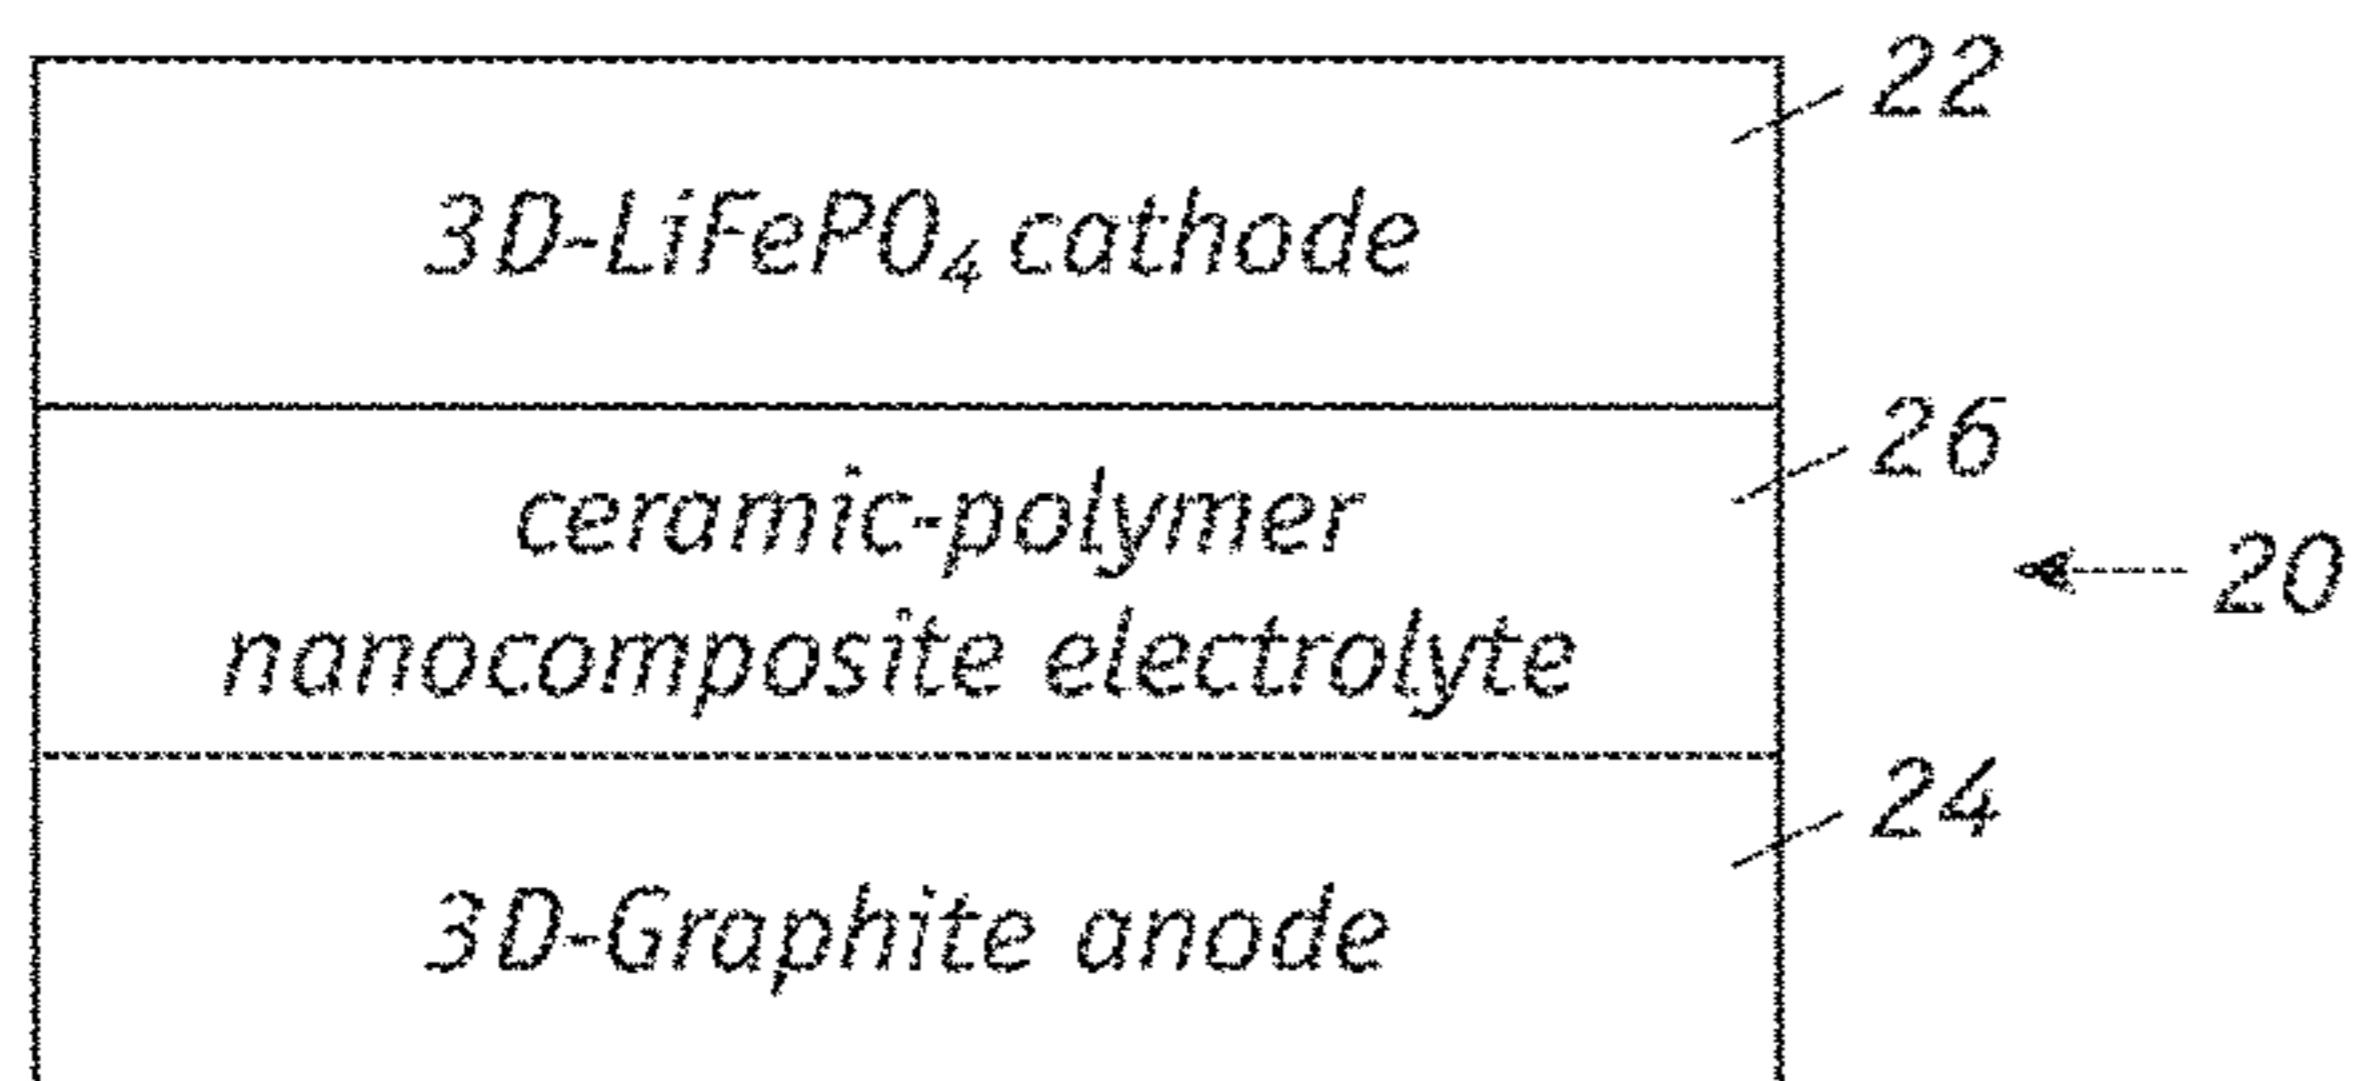 22
3D-LiFePO₄ cathode
26
ceramic-polymer
20
nanocomposite electrolyte
24
3D-Graphite anode